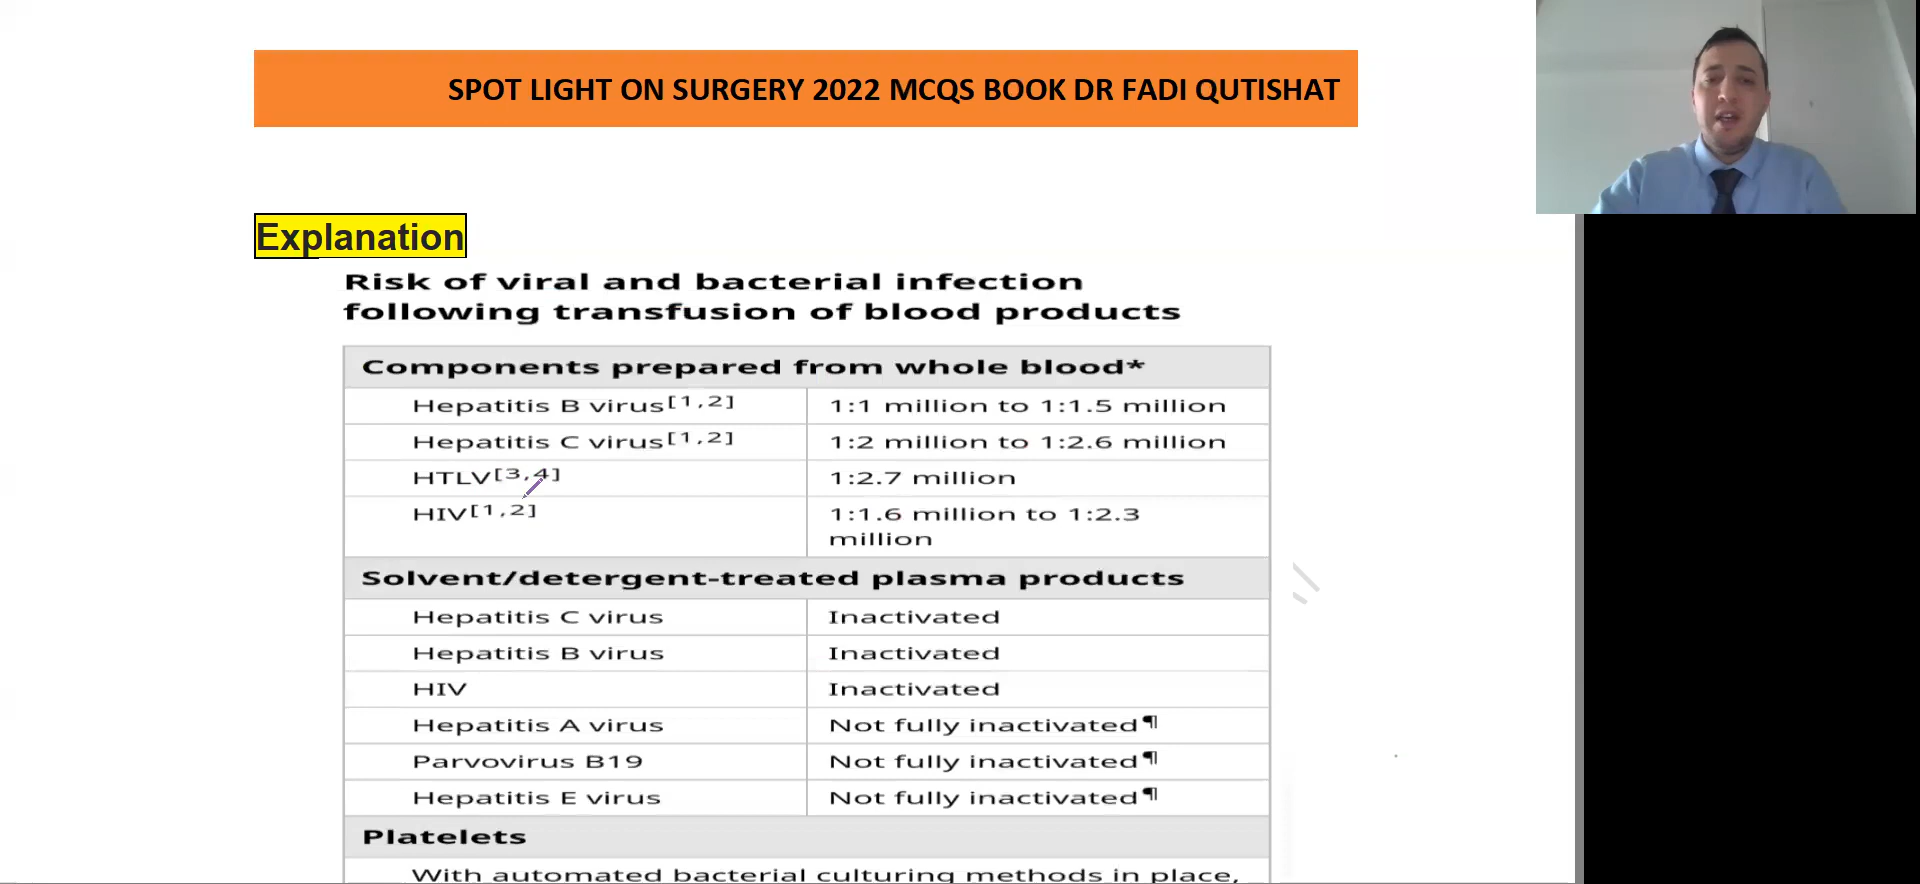 SPOT LIGHT ON SURGERY 2022 MCQS BOOK DR FADI QUTISHAT
Explanation
Risk of viral and bacterial infection
following transfusion of blood products
Components prepared from whole blood*
Hepatitis B virus[1,2] 1:1 million to 1:1.5 million
Hepatitis C virus[1,2] 1:2 million to 1:2.6 million
HTLV[3,4] 1:2.7 million
HIV[1,2] 1:1.6 million to 1:2.3
million
Solvent/detergent-treated plasma products
Hepatitis C virus Inactivated
Hepatitis B virus Inactivated
HIV Inactivated
Hepatitis A virus Not fully inactivated¶
Parvovirus B19 Not fully inactivated¶
Hepatitis E virus Not fully inactivated¶
Platelets
With automated bacterial culturing methods in place,